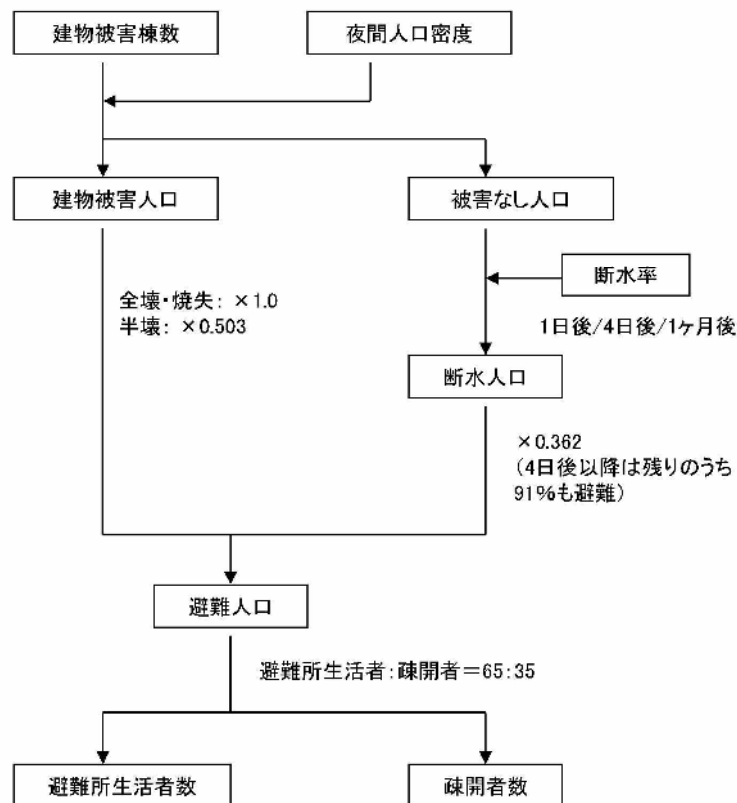 建物被害棟数
夜間人口密度
建物被害人口
被害なし人口
断水率
全壊・焼失: ×1.0
半壊: ×0.503
1日後/4日後/1ヶ月後
断水人口
×0.362
(4日後以降は残りのうち
91%も避難)
避難人口
避難所生活者:疎開者=65:35
避難所生活者数
疎開者数